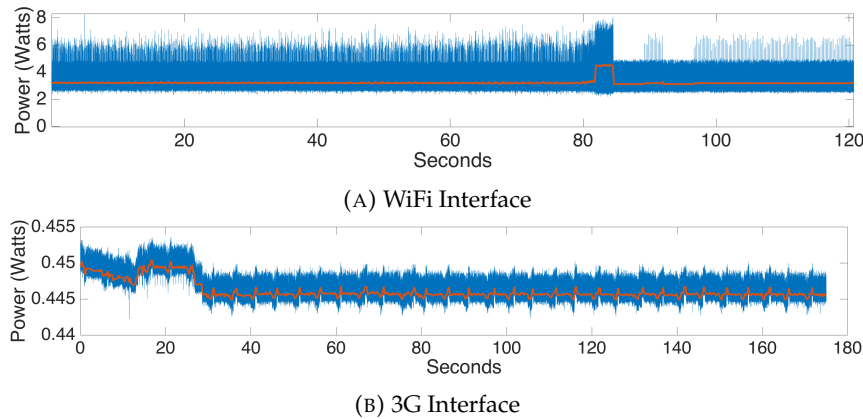 Power (Watts)
8
6
4
2
0
20 40 60 80 100 120
Seconds
(A) WiFi Interface
Power (Watts)
0.455
0.45
0.445
0.44
0 20 40 60 80 100 120 140 160 180
Seconds
(B) 3G Interface